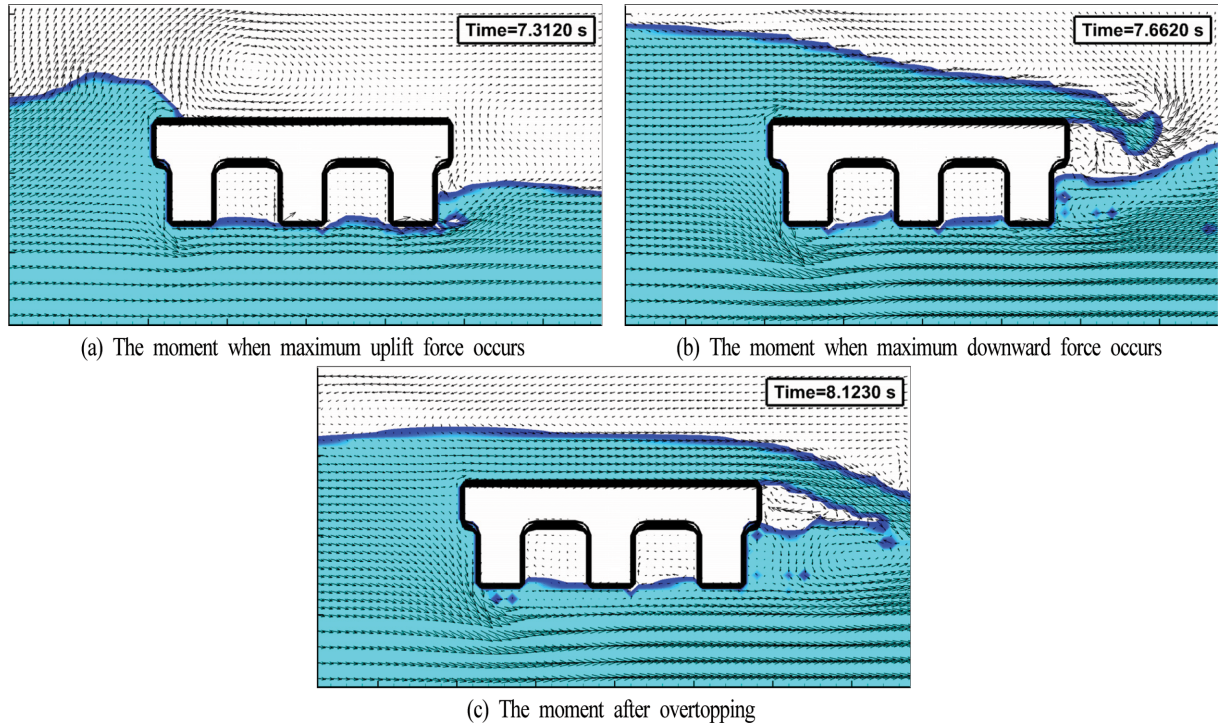 Time=7.3120 s
Time=7.6620 s
(a) The moment when maximum uplift force occurs
(b) The moment when maximum downward force occurs
Time=8.1230 s
(c) The moment after overtopping